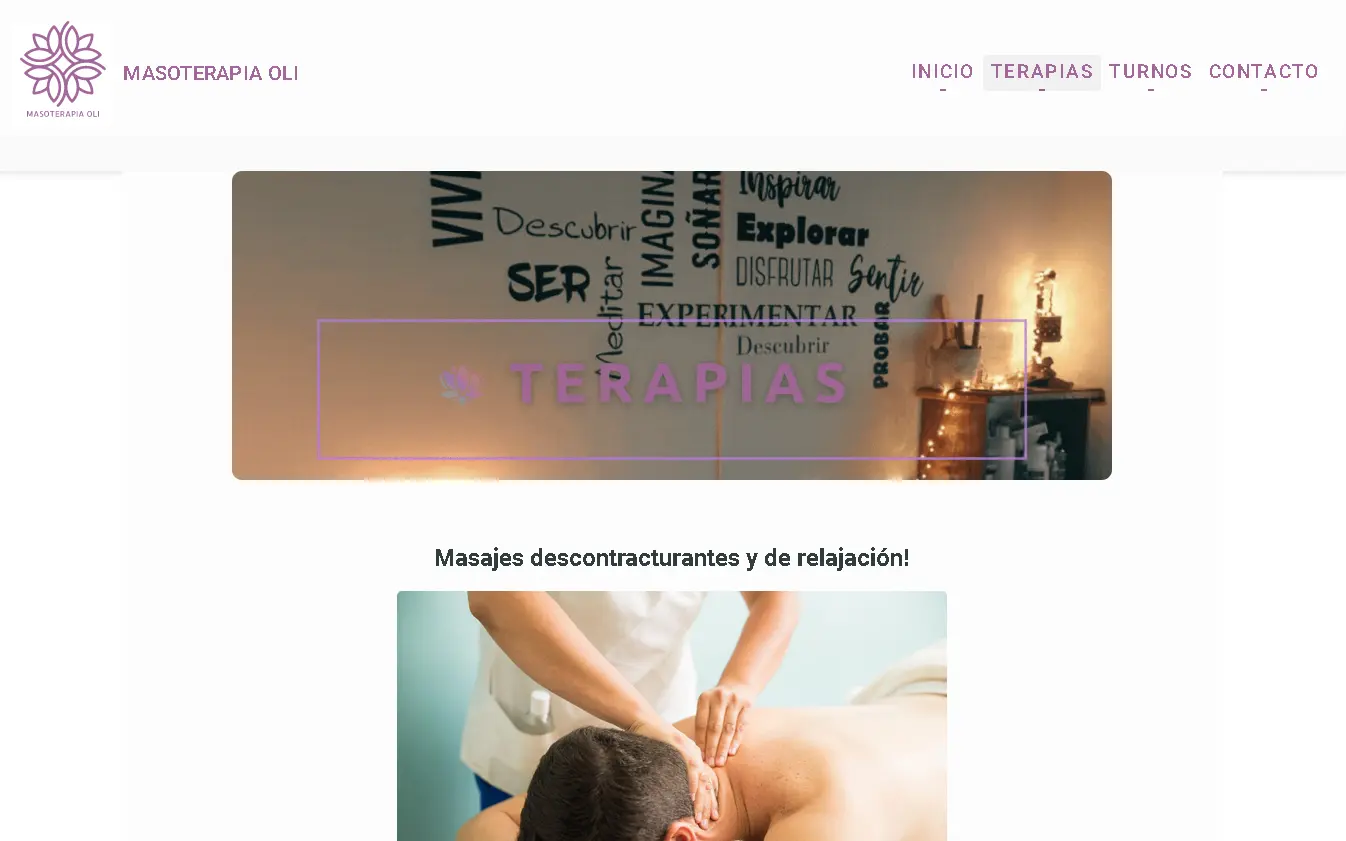 MASOTERAPIA OLI
MASOTERAPIA OLI
INICIO TERAPIAS TURNOS CONTACTO
VIVI
Descubrir
IMAGINA
SOÑAR
Inspirar
Explorar
SER
Meditar
DISFRUTAR
Sentir
EXPERIMENTAR
Descubrir
PROBAR
TERAPIAS
Masajes descontracturantes y de relajación!